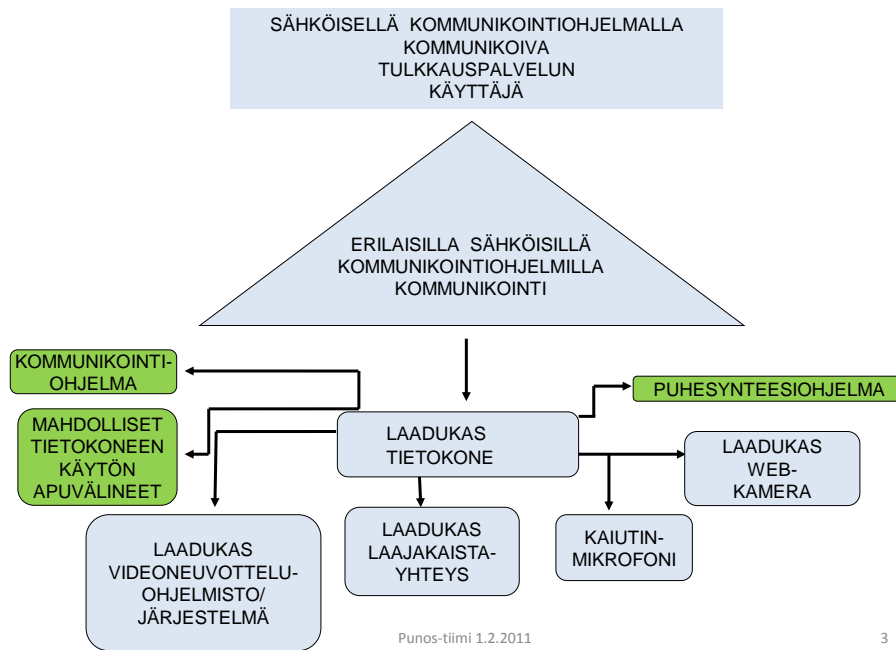 SÄHKÖISELLÄ KOMMUNIKOINTIOHJELMALLA
KOMMUNIKOIVA
TULKKAUSPALVELUN
KÄYTTÄJÄ
ERILAISILLA SÄHKÖISILLÄ
KOMMUNIKOINTIOHJELMILLA
KOMMUNIKOINTI
KOMMUNIKOINTI-
OHJELMA
PUHESYNTEESIOHJELMA
MAHDOLLISET
TIETOKONEEN
KÄYTÖN
APUVÄLINEET
LAADUKAS
TIETOKONE
LAADUKAS
WEB-
KAMERA
LAADUKAS
VIDEONEUVOTTELU-
OHJELMISTO/
JÄRJESTELMÄ
LAADUKAS
LAAJAKAISTA-
YHTEYS
KAIUTIN-
MIKROFONI
Punos-tiimi 1.2.2011
3